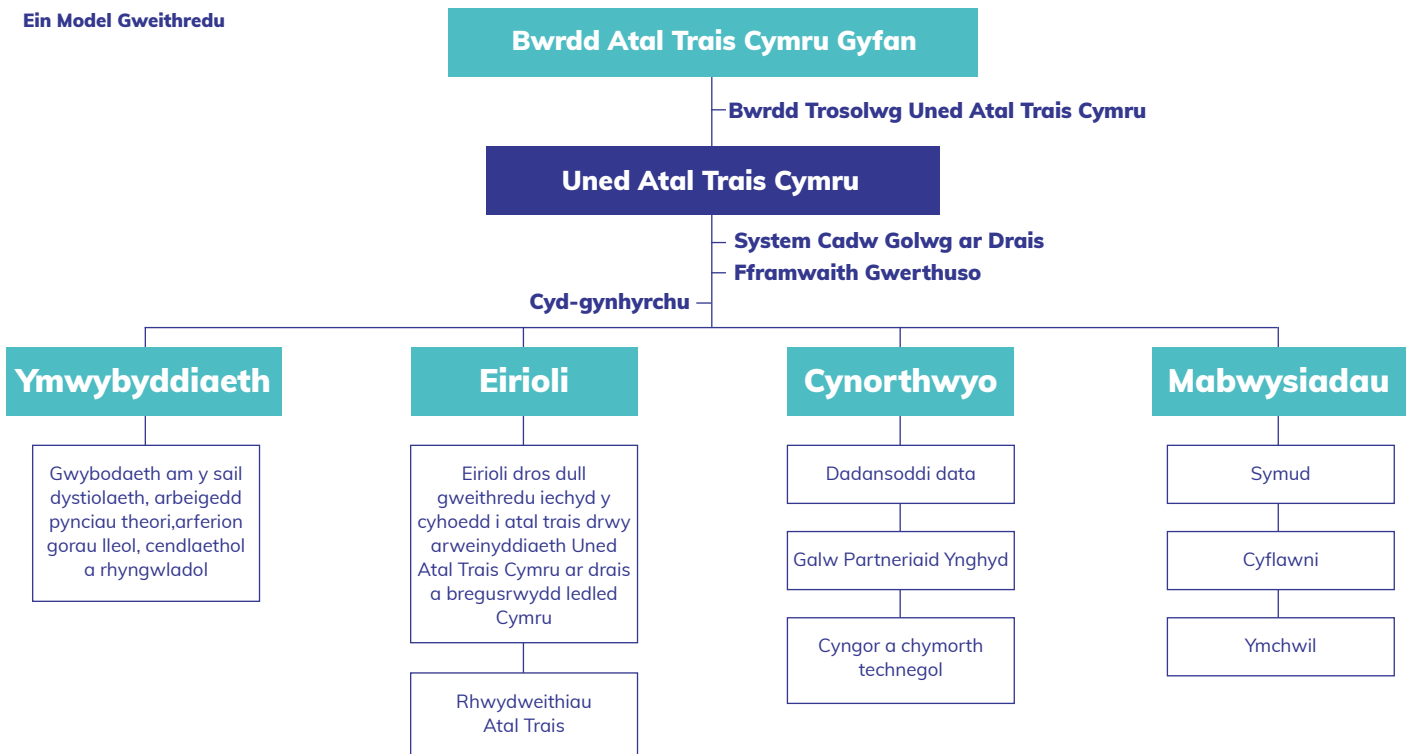 Ein Model Gweithredu
Bwrdd Atal Trais Cymru Gyfan
Bwrdd Trosolwg Uned Atal Trais Cymru
Uned Atal Trais Cymru
System Cadw Golwg ar Drais
Fframwaith Gwerthuso
Cyd-gynhyrchu
Ymwybyddiaeth
Gwybodaeth am y sail
dystiolaeth, arbeigedd
pynciau theori,arferion
gorau lleol, cendlaethol
a rhyngwladol
Eirioli
Eirioli dros dull
gweithredu iechyd y
cyhoedd i atal trais drwy
arweinyddiaeth Uned
Atal Trais Cymru ar drais
a bregusrwydd ledled
Cymru
Rhwydweithiau
Atal Trais
Cynorthwyo
Dadansoddi data
Galw Partneriaid Ynghyd
Cyngor a chymorth
technegol
Mabwysiadau
Symud
Cyflawni
Ymchwil